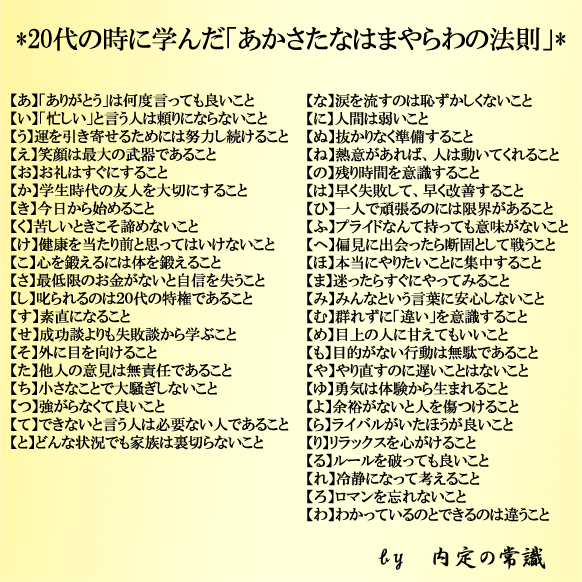 *20代の時に学んだ「あかさたなはまやらわの法則」*
【あ】「ありがとう」は何度言っても良いこと
【い】「忙しい」と言う人は頼りにならないこと
【う】運を引き寄せるためには努力し続けること
【え】笑顔は最大の武器であること
【お】お礼はすぐにすること
【か】学生時代の友人を大切にすること
【き】今日から始めること
【く】苦しいときこそ諦めないこと
【け】健康を当たり前と思ってはいけないこと
【こ】心を鍛えるには体を鍛えること
【さ】最低限のお金がないと自信を失うこと
【し】叱られるのは20代の特権であること
【す】素直になること
【せ】成功談よりも失敗談から学ぶこと
【そ】外に目を向けること
【た】他人の意見は無責任であること
【ち】小さなことで大騒ぎしないこと
【つ】強がらなくて良いこと
【て】できないと言う人は必要ない人であること
【と】どんな状況でも家族は裏切らないこと
【な】涙を流すのは恥ずかしくないこと
【に】人間は弱いこと
【ぬ】抜かりなく準備すること
【ね】熱意があれば、人は動いてくれること
【の】残り時間を意識すること
【は】早く失敗して、早く改善すること
【ひ】一人で頑張るのには限界があること
【ふ】プライドなんて持っても意味がないこと
【へ】偏見に出会ったら断固として戦うこと
【ほ】本当にやりたいことに集中すること
【ま】迷ったらすぐにやってみること
【み】みんなという言葉に安心しないこと
【む】群れずに「違い」を意識すること
【め】目上の人に甘えてもいいこと
【も】目的がない行動は無駄であること
【や】やり直すのに遅いことはないこと
【ゆ】勇気は体験から生まれること
【よ】余裕がないと人を傷つけること
【ら】ライバルがいたほうが良いこと
【り】リラックスを心がけること
【る】ルールを破っても良いこと
【れ】冷静になって考えること
【ろ】ロマンを忘れないこと
【わ】わかっているのとできるのは違うこと
by 内定の常識